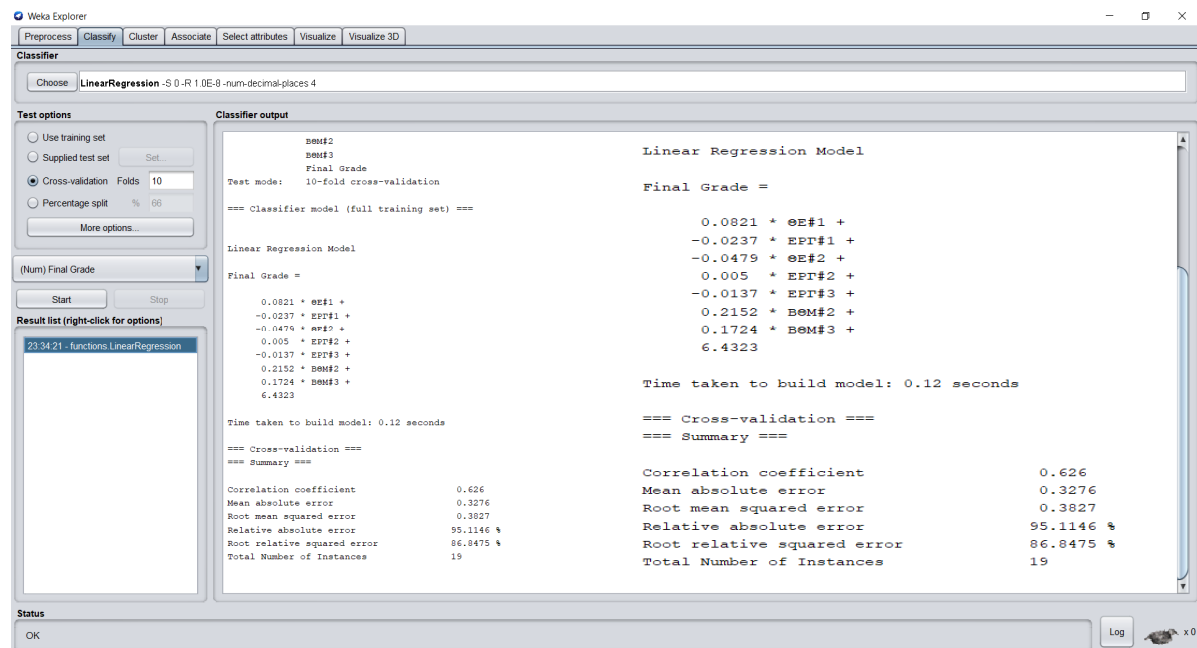 Weka Explorer
Preprocess Classify Cluster Associate Select attributes Visualize Visualize 3D
Classifier
Choose LinearRegression -S 0 -R 1.0E-8 -num-decimal-places 4
Test options
Use training set
Supplied test set Set...
Cross-validation Folds 10
Percentage split % 66
More options...
(Num) Final Grade
Start Stop
Result list (right-click for options)
23:34:21 - functions.LinearRegression
Classifier output
ΒΘΜ#2
ΒΘΜ#3
Final Grade
Test mode: 10-fold cross-validation
=== Classifier model (full training set) ===
Linear Regression Model
Final Grade =
0.0821 * ΘΕ#1 +
-0.0237 * ΕΡΓ#1 +
-0.0479 * ΘΕ#2 +
0.005 * ΕΡΓ#2 +
-0.0137 * ΕΡΓ#3 +
0.2152 * ΒΘΜ#2 +
0.1724 * ΒΘΜ#3 +
6.4323
Time taken to build model: 0.12 seconds
=== Cross-validation ===
=== Summary ===
Correlation coefficient 0.626
Mean absolute error 0.3276
Root mean squared error 0.3827
Relative absolute error 95.1146 %
Root relative squared error 86.8475 %
Total Number of Instances 19
Linear Regression Model
Final Grade =
0.0821 * ΘΕ#1 +
-0.0237 * ΕΡΓ#1 +
-0.0479 * ΘΕ#2 +
0.005 * ΕΡΓ#2 +
-0.0137 * ΕΡΓ#3 +
0.2152 * ΒΘΜ#2 +
0.1724 * ΒΘΜ#3 +
6.4323
Time taken to build model: 0.12 seconds
=== Cross-validation ===
=== Summary ===
Correlation coefficient 0.626
Mean absolute error 0.3276
Root mean squared error 0.3827
Relative absolute error 95.1146 %
Root relative squared error 86.8475 %
Total Number of Instances 19
Status
OK
Log
x 0